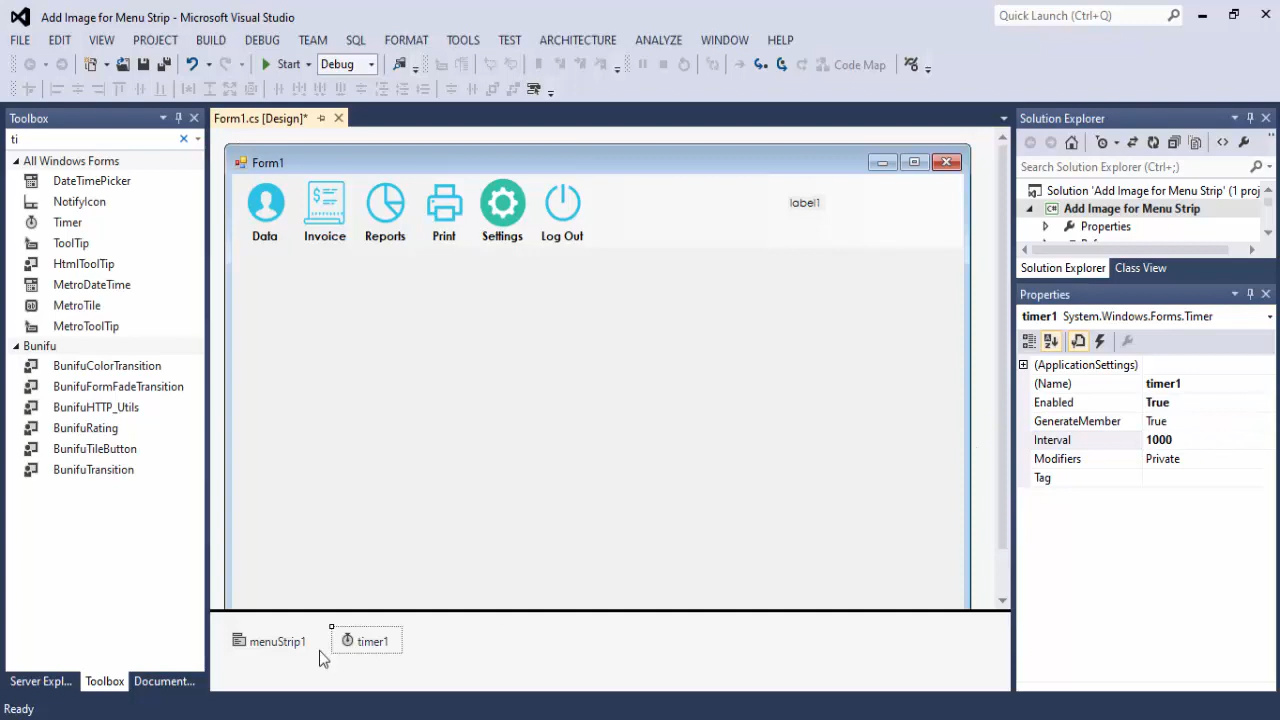 Add Image for Menu Strip - Microsoft Visual Studio
Quick Launch (Ctrl+Q)
FILE EDIT VIEW PROJECT BUILD DEBUG TEAM SQL FORMAT TOOLS TEST ARCHITECTURE ANALYZE WINDOW HELP
Start Debug Code Map
Toolbox
ti
All Windows Forms
DateTimePicker
NotifyIcon
Timer
ToolTip
HtmlToolTip
MetroDateTime
MetroTile
MetroToolTip
Bunifu
BunifuColorTransition
BunifuFormFadeTransition
BunifuHTTP_Utils
BunifuRating
BunifuTileButton
BunifuTransition
Server Expl... Toolbox Document...
Form1.cs [Design]*
Form1
label1
Data Invoice Reports Print Settings Log Out
menuStrip1 timer1
Solution Explorer
Search Solution Explorer (Ctrl+;)
Solution 'Add Image for Menu Strip' (1 proj
C# Add Image for Menu Strip
Properties
Solution Explorer Class View
Properties
timer1 System.Windows.Forms.Timer
(ApplicationSettings)
(Name) timer1
Enabled True
GenerateMember True
Interval 1000
Modifiers Private
Tag
Ready